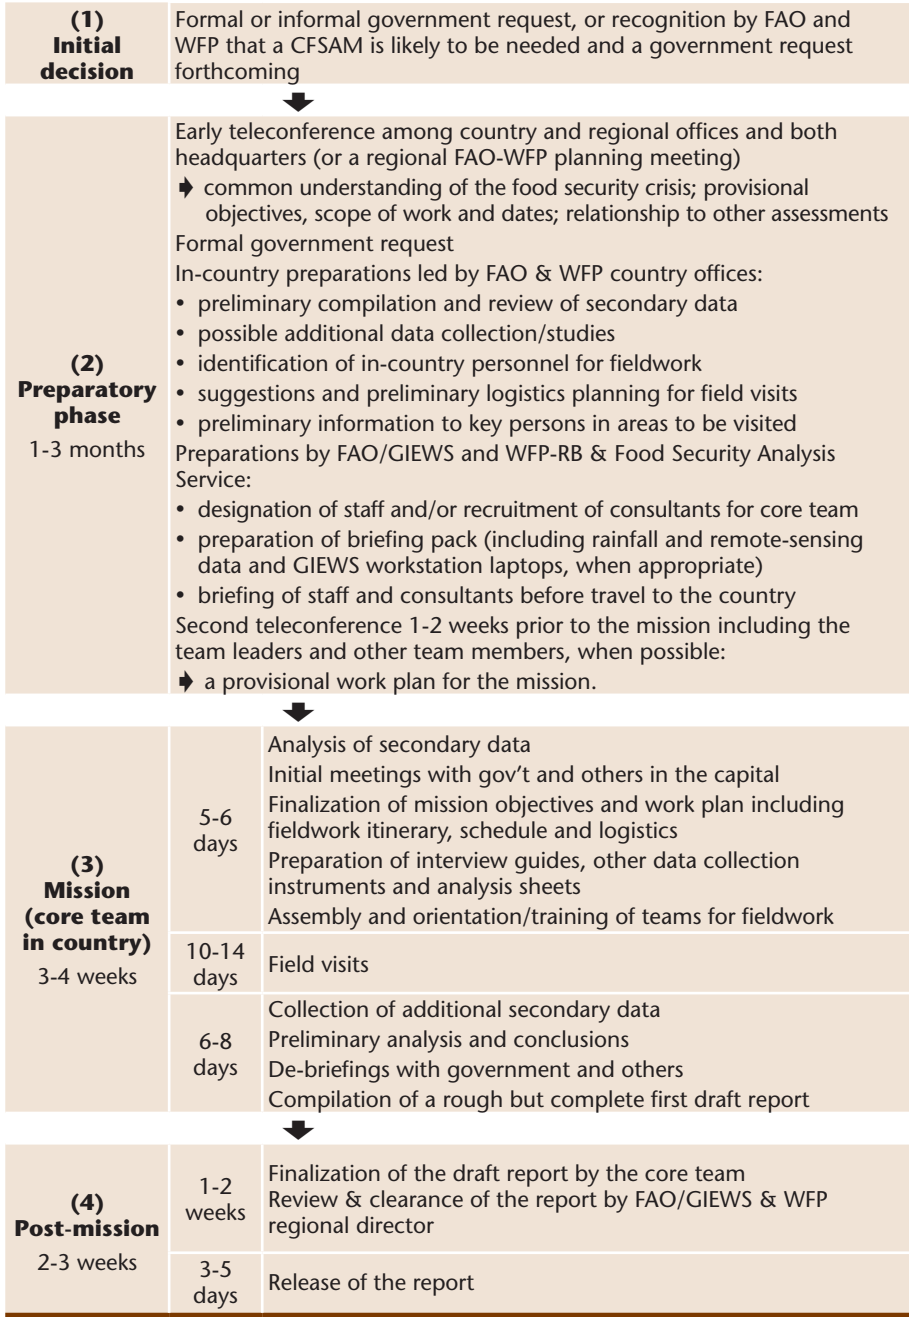 (1)
Initial
decision
Formal or informal government request, or recognition by FAO and
WFP that a CFSAM is likely to be needed and a government request
forthcoming
(2)
Preparatory
phase
1-3 months
Early teleconference among country and regional offices and both
headquarters (or a regional FAO-WFP planning meeting)
➧ common understanding of the food security crisis; provisional
objectives, scope of work and dates; relationship to other assessments
Formal government request
In-country preparations led by FAO & WFP country offices:
• preliminary compilation and review of secondary data
• possible additional data collection/studies
• identification of in-country personnel for fieldwork
• suggestions and preliminary logistics planning for field visits
• preliminary information to key persons in areas to be visited
Preparations by FAO/GIEWS and WFP-RB & Food Security Analysis
Service:
• designation of staff and/or recruitment of consultants for core team
• preparation of briefing pack (including rainfall and remote-sensing
data and GIEWS workstation laptops, when appropriate)
• briefing of staff and consultants before travel to the country
Second teleconference 1-2 weeks prior to the mission including the
team leaders and other team members, when possible:
➧ a provisional work plan for the mission.
(3)
Mission
(core team
in country)
3-4 weeks
5-6
days
Analysis of secondary data
Initial meetings with gov’t and others in the capital
Finalization of mission objectives and work plan including
fieldwork itinerary, schedule and logistics
Preparation of interview guides, other data collection
instruments and analysis sheets
Assembly and orientation/training of teams for fieldwork
10-14
days
Field visits
6-8
days
Collection of additional secondary data
Preliminary analysis and conclusions
De-briefings with government and others
Compilation of a rough but complete first draft report
(4)
Post-mission
2-3 weeks
1-2
weeks
Finalization of the draft report by the core team
Review & clearance of the report by FAO/GIEWS & WFP
regional director
3-5
days
Release of the report